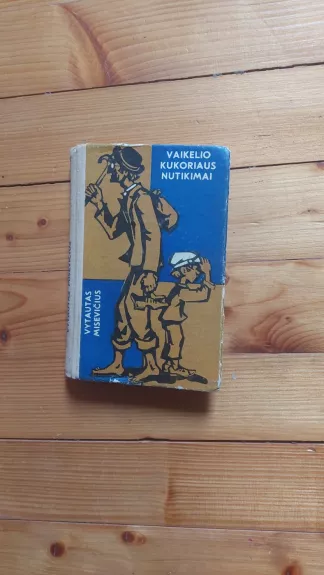 VAIKELIO
KUKORIAUS
NUTIKIMAI
VYTAUTAS
MISEVIČIUS